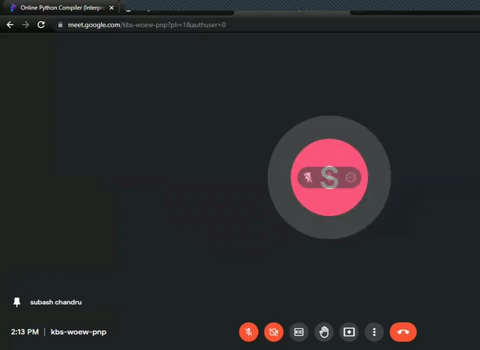 Online Python Compiler (Interpre
meet.google.com/kbs-woew-pnp?pli=1&authuser=0
S
subash chandru
2:13 PM | kbs-woew-pnp